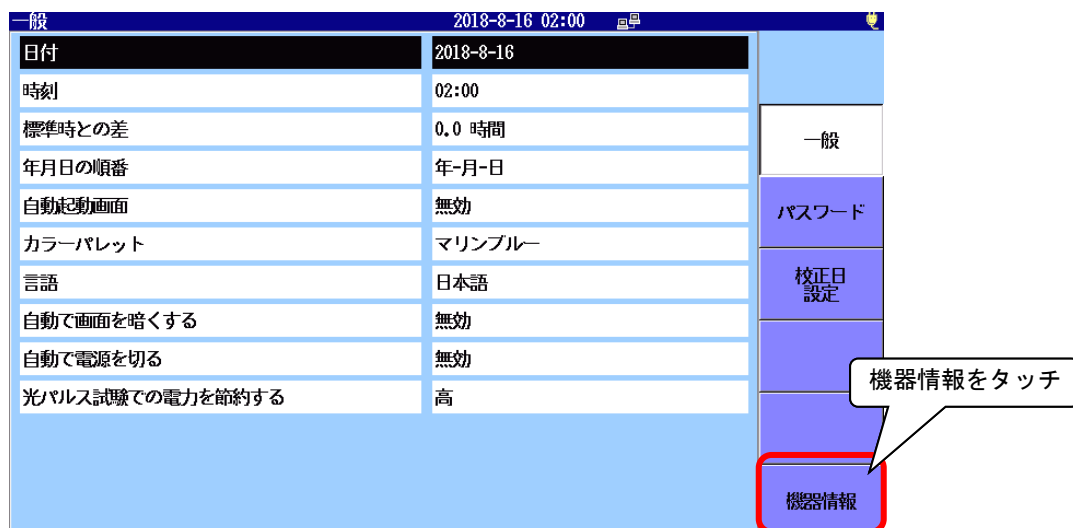 一般 2018-8-16 02:00
日付 2018-8-16
時刻 02:00
標準時との差 0.0 時間
年月日の順番 年-月-日
自動起動画面 無効
カラーパレット マリンブルー
言語 日本語
自動で画面を暗くする 無効
自動で電源を切る 無効
光パルス試験での電力を節約する 高
一般
パスワード
校正日
設定
機器情報をタッチ
機器情報